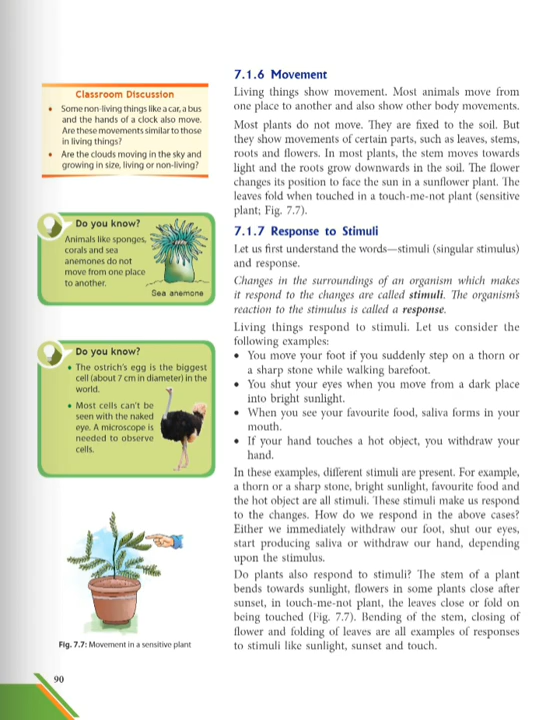 Classroom Discussion
• Some non-living things like a car, a bus
and the hands of a clock also move.
Are these movements similar to those
in living things?
• Are the clouds moving in the sky and
growing in size, living or non-living?
Do you know?
Animals like sponges,
corals and sea
anemones do not
move from one place
to another.
Sea anemone
Do you know?
• The ostrich's egg is the biggest
cell (about 7 cm in diameter) in the
world.
• Most cells can't be
seen with the naked
eye. A microscope is
needed to observe
cells.
Fig. 7.7: Movement in a sensitive plant
7.1.6 Movement
Living things show movement. Most animals move from
one place to another and also show other body movements.
Most plants do not move. They are fixed to the soil. But
they show movements of certain parts, such as leaves, stems,
roots and flowers. In most plants, the stem moves towards
light and the roots grow downwards in the soil. The flower
changes its position to face the sun in a sunflower plant. The
leaves fold when touched in a touch-me-not plant (sensitive
plant; Fig. 7.7).
7.1.7 Response to Stimuli
Let us first understand the words—stimuli (singular stimulus)
and response.
Changes in the surroundings of an organism which makes
it respond to the changes are called stimuli. The organism's
reaction to the stimulus is called a response.
Living things respond to stimuli. Let us consider the
following examples:
• You move your foot if you suddenly step on a thorn or
a sharp stone while walking barefoot.
• You shut your eyes when you move from a dark place
into bright sunlight.
• When you see your favourite food, saliva forms in your
mouth.
• If your hand touches a hot object, you withdraw your
hand.
In these examples, different stimuli are present. For example,
a thorn or a sharp stone, bright sunlight, favourite food and
the hot object are all stimuli. These stimuli make us respond
to the changes. How do we respond in the above cases?
Either we immediately withdraw our foot, shut our eyes,
start producing saliva or withdraw our hand, depending
upon the stimulus.
Do plants also respond to stimuli? The stem of a plant
bends towards sunlight, flowers in some plants close after
sunset, in touch-me-not plant, the leaves close or fold on
being touched (Fig. 7.7). Bending of the stem, closing of
flower and folding of leaves are all examples of responses
to stimuli like sunlight, sunset and touch.
90